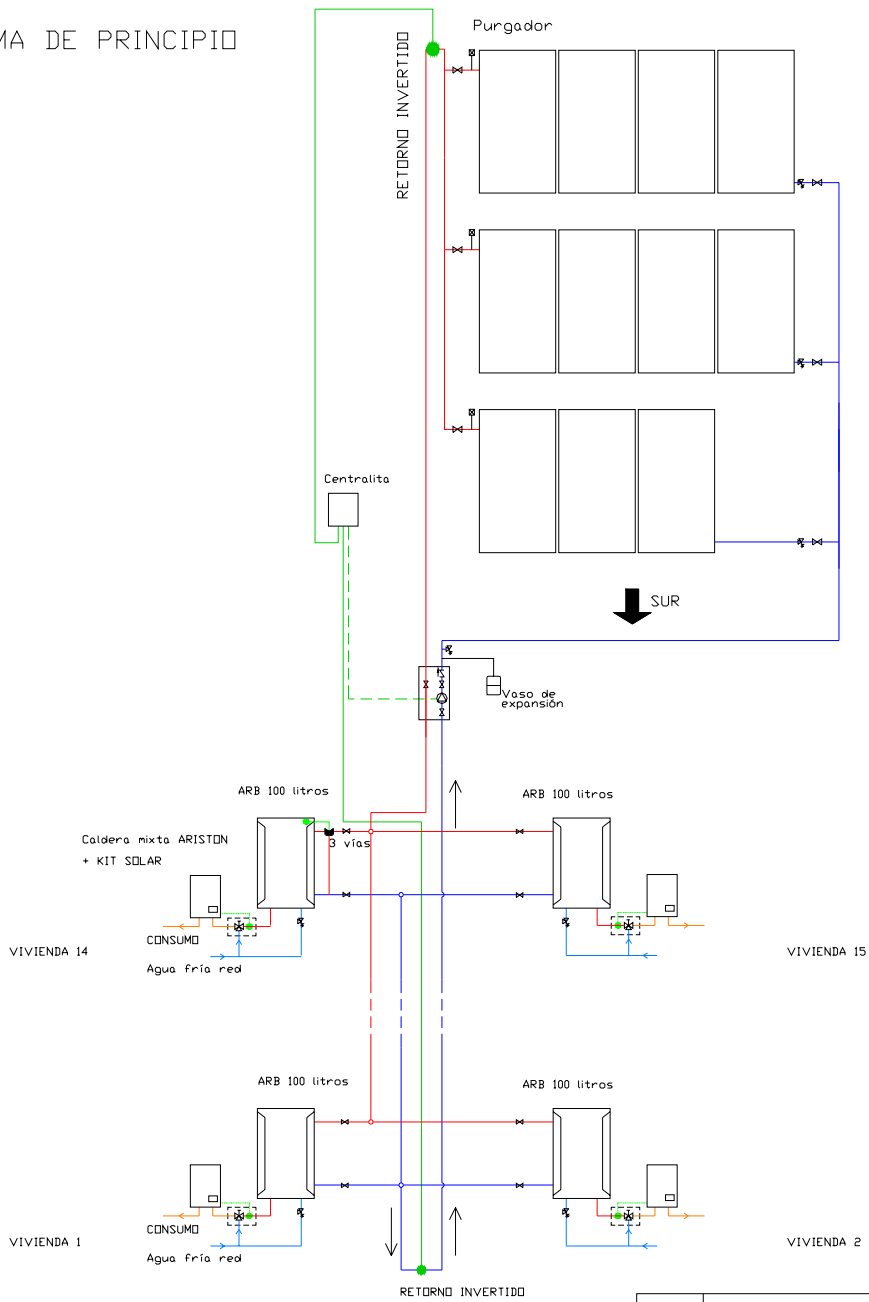 MA DE PRINCIPIO
Purgador
RETORNO INVERTIDO
Centralita
SUR
Vaso de
expansión
ARB 100 litros
ARB 100 litros
3 vías
Caldera mixta ARISTON
+ KIT SOLAR
CONSUMO
VIVIENDA 14
Agua fría red
VIVIENDA 15
ARB 100 litros
ARB 100 litros
CONSUMO
VIVIENDA 1
Agua fría red
VIVIENDA 2
RETORNO INVERTIDO